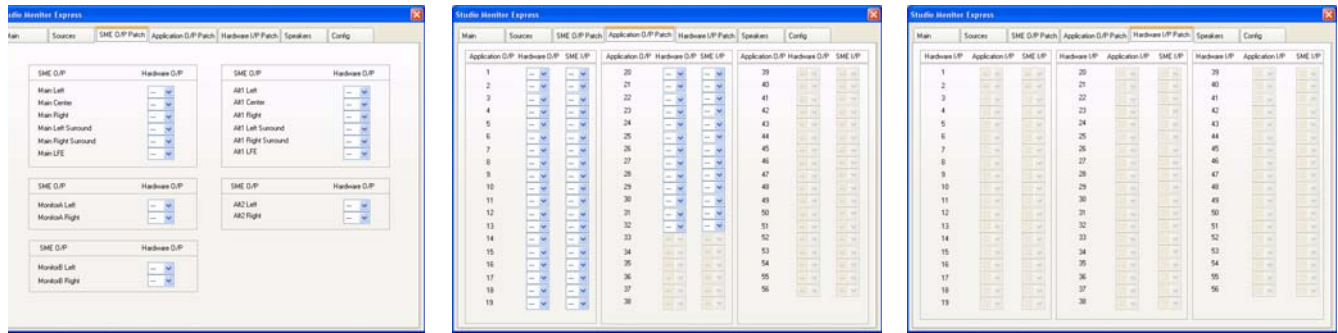 Studio Meniter Express
Main Sources SME O/P Patch Application O/P Patch Hardware I/P Patch Speakers Config
SME O/P Hardware O/P
Main Left
Main Center
Main Right
Main Left Surround
Main Right Surround
Main LFE
SME O/P Hardware O/P
Alt1 Left
Alt1 Center
Alt1 Right
Alt1 Left Surround
Alt1 Right Surround
Alt1 LFE
SME O/P Hardware O/P
MonitorA Left
MonitorA Right
SME O/P Hardware O/P
Alt2 Left
Alt2 Right
SME O/P Hardware O/P
MonitorB Left
MonitorB Right
Studio Meniter Express
Main Sources SME O/P Patch Application O/P Patch Hardware I/P Patch Speakers Config
Application O/P Hardware O/P SME I/P Application O/P Hardware O/P SME I/P Application O/P Hardware O/P SME I/P
1 20 39
2 21 40
3 22 41
4 23 42
5 24 43
6 25 44
7 26 45
8 27 46
9 28 47
10 29 48
11 30 49
12 31 50
13 32 51
14 33 52
15 34 53
16 35 54
17 36 55
18 37 56
19 38
Studio Meniter Express
Main Sources SME O/P Patch Application O/P Patch Hardware I/P Patch Speakers Config
Hardware I/P Application I/P SME I/P Hardware I/P Application I/P SME I/P Hardware I/P Application I/P SME I/P
1 20 39
2 21 40
3 22 41
4 23 42
5 24 43
6 25 44
7 26 45
8 27 46
9 28 47
10 29 48
11 30 49
12 31 50
13 32 51
14 33 52
15 34 53
16 35 54
17 36 55
18 37 56
19 38